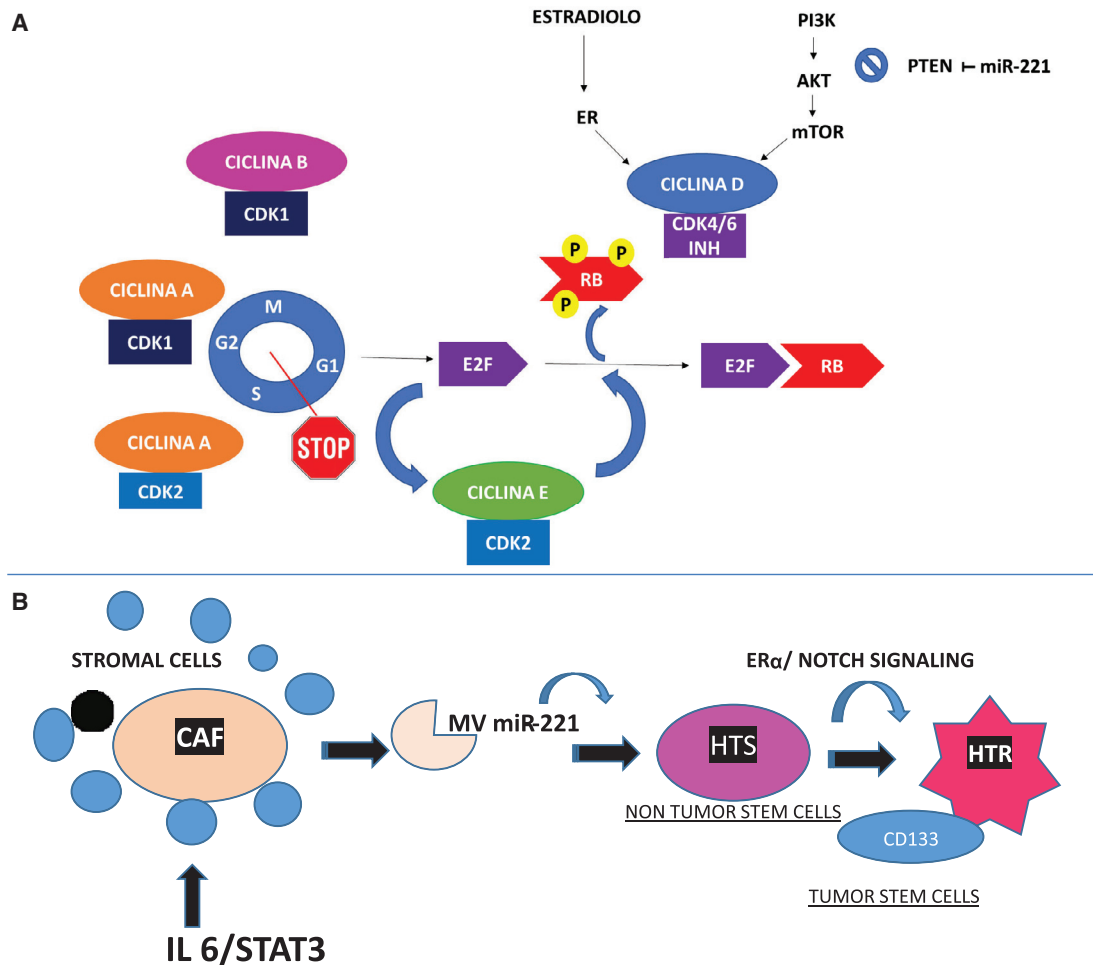 A
ESTRADIOLO
PI3K
PTEN ⊢ miR-221
AKT
ER
mTOR
CICLINA B
CDK1
CICLINA D
CDK4/6
INH
P
P
RB
P
CICLINA A
CDK1
M
G2
G1
S
E2F
E2F
RB
STOP
CICLINA A
CDK2
CICLINA E
CDK2
B
STROMAL CELLS
ERα/ NOTCH SIGNALING
CAF
MV miR-221
HTS
HTR
NON TUMOR STEM CELLS
CD133
TUMOR STEM CELLS
IL 6/STAT3